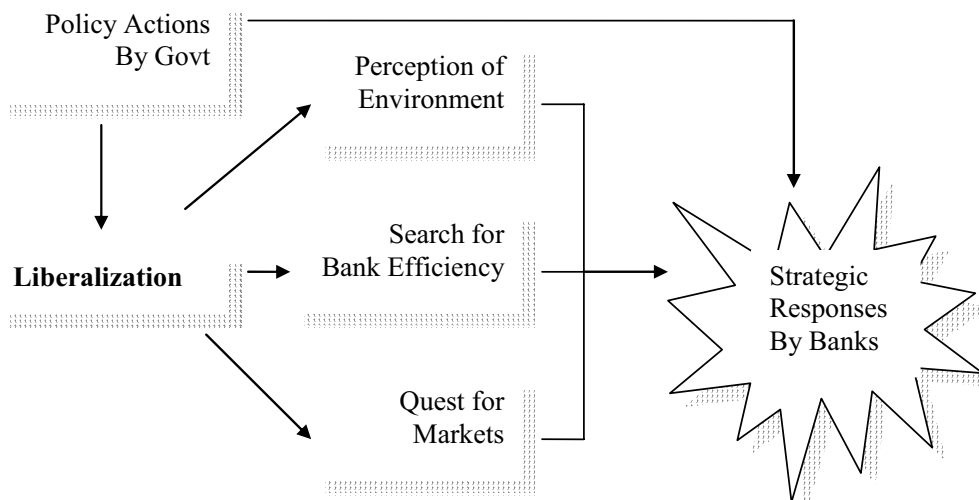 Policy Actions
By Govt
Perception of
Environment
Search for
Bank Efficiency
Liberalization
Strategic
Responses
By Banks
Quest for
Markets